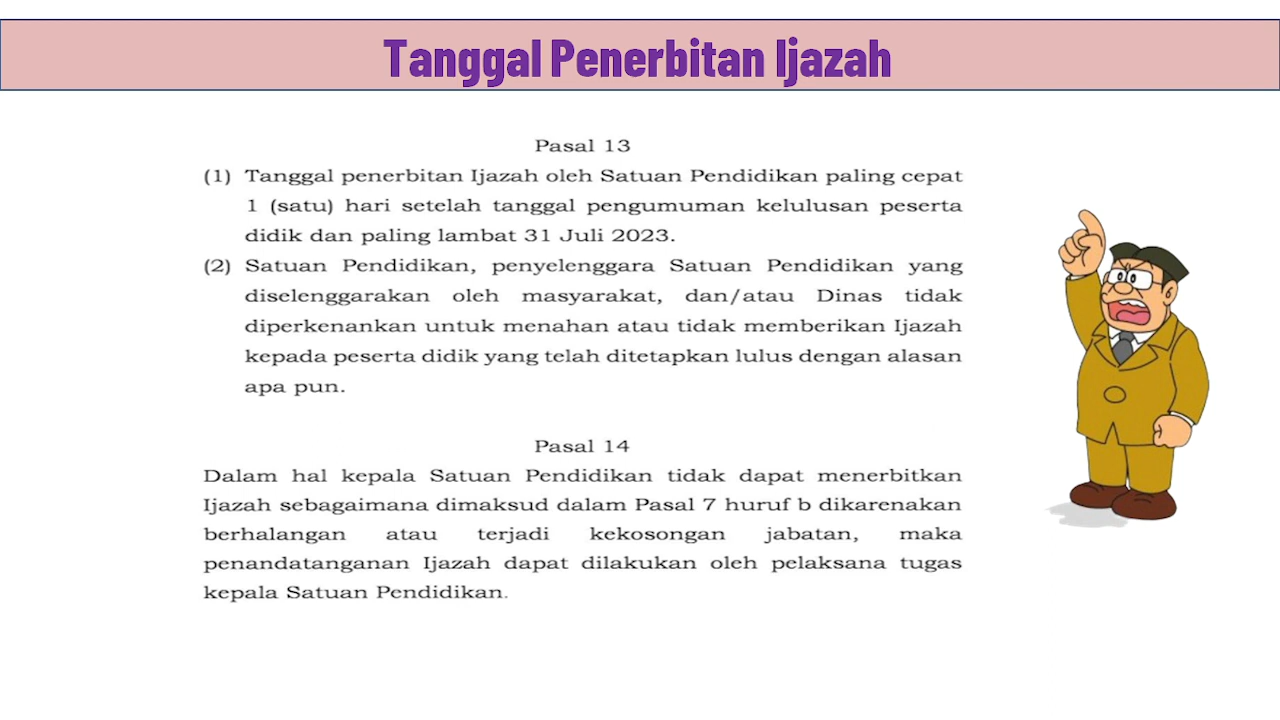 Tanggal Penerbitan Ijazah
Pasal 13
(1) Tanggal penerbitan Ijazah oleh Satuan Pendidikan paling cepat
1 (satu) hari setelah tanggal pengumuman kelulusan peserta
didik dan paling lambat 31 Juli 2023.
(2) Satuan Pendidikan, penyelenggara Satuan Pendidikan yang
diselenggarakan oleh masyarakat, dan/atau Dinas tidak
diperkenankan untuk menahan atau tidak memberikan Ijazah
kepada peserta didik yang telah ditetapkan lulus dengan alasan
apa pun.
Pasal 14
Dalam hal kepala Satuan Pendidikan tidak dapat menerbitkan
Ijazah sebagaimana dimaksud dalam Pasal 7 huruf b dikarenakan
berhalangan atau terjadi kekosongan jabatan, maka
penandatanganan Ijazah dapat dilakukan oleh pelaksana tugas
kepala Satuan Pendidikan.